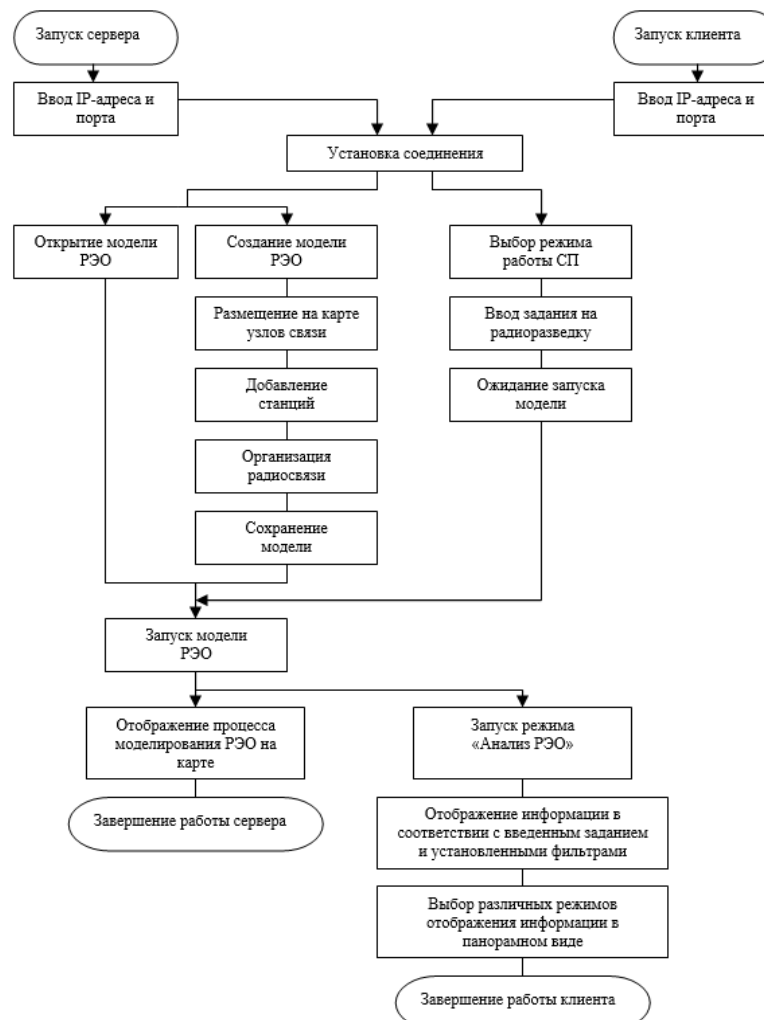 Запуск сервера
Запуск клиента
Ввод IP-адреса и
порта
Ввод IP-адреса и
порта
Установка соединения
Открытие модели
РЭО
Создание модели
РЭО
Выбор режима
работы СП
Размещение на карте
узлов связи
Ввод задания на
радиоразведку
Добавление
станций
Ожидание запуска
модели
Организация
радиосвязи
Сохранение
модели
Запуск модели
РЭО
Отображение процесса
моделирования РЭО на
карте
Запуск режима
«Анализ РЭО»
Завершение работы сервера
Отображение информации в
соответствии с введенным заданием
и установленными фильтрами
Выбор различных режимов
отображения информации в
панорамном виде
Завершение работы клиента